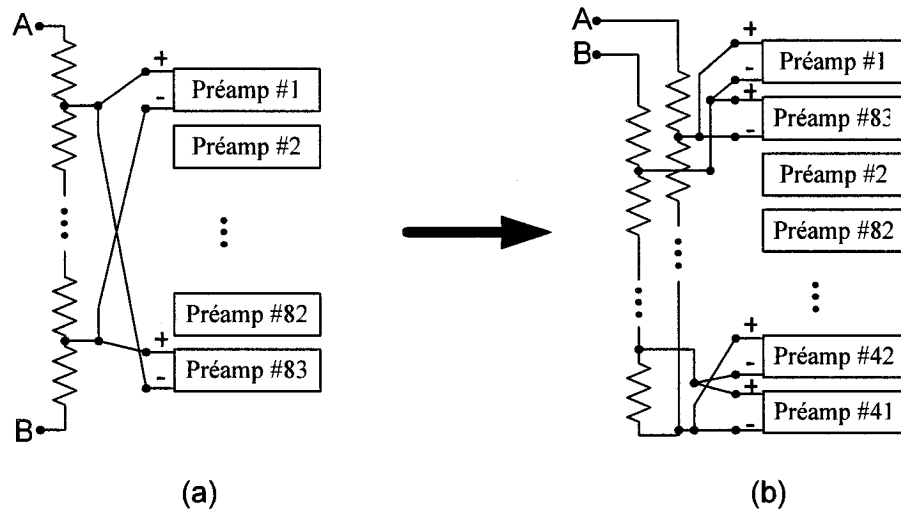 A
+
Préamp #1
-
Préamp #2
Préamp #82
+
Préamp #83
-
B
(a)
A
B
+
Préamp #1
-
+
Préamp #83
-
Préamp #2
Préamp #82
+
Préamp #42
-
+
Préamp #41
-
(b)